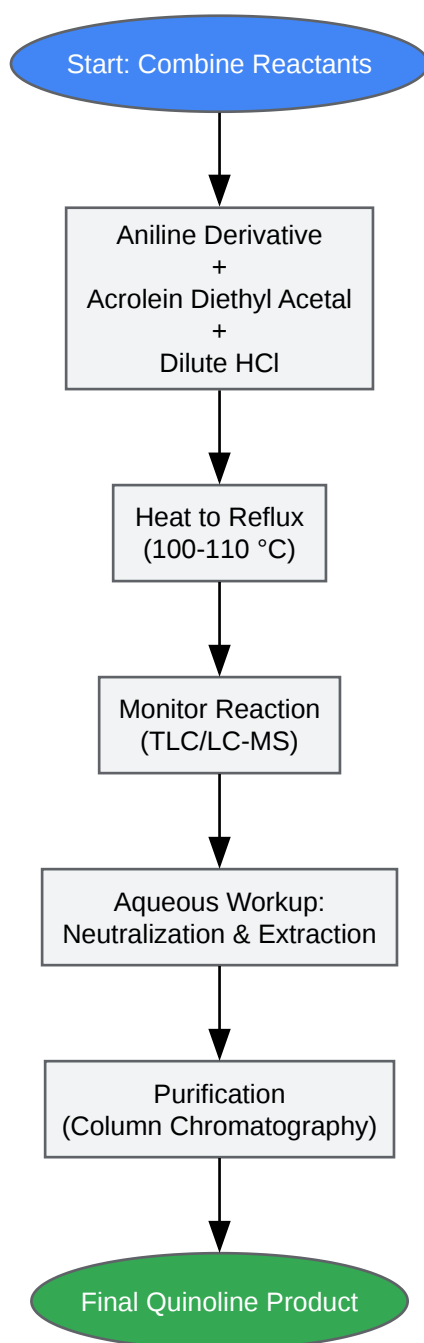 Start: Combine Reactants
Aniline Derivative
+
Acrolein Diethyl Acetal
+
Dilute HCl
Heat to Reflux
(100-110 °C)
Monitor Reaction
(TLC/LC-MS)
Aqueous Workup:
Neutralization & Extraction
Purification
(Column Chromatography)
Final Quinoline Product